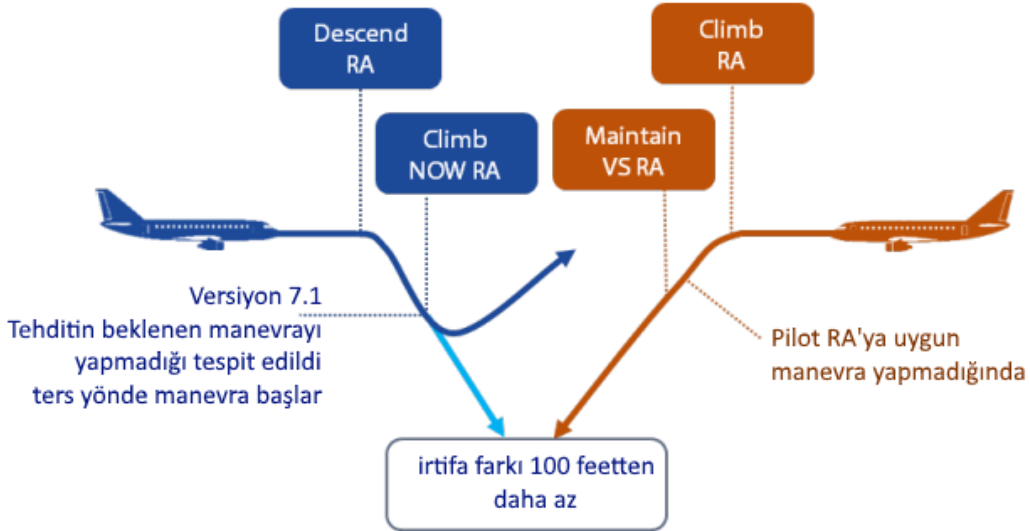 Descend
RA
Climb
RA
Climb
NOW RA
Maintain
VS RA
Versiyon 7.1
Tehditin beklenen manevrayı
yapmadığı tespit edildi
ters yönde manevra başlar
Pilot RA'ya uygun
manevra yapmadığında
irtifa farkı 100 feetten
daha az